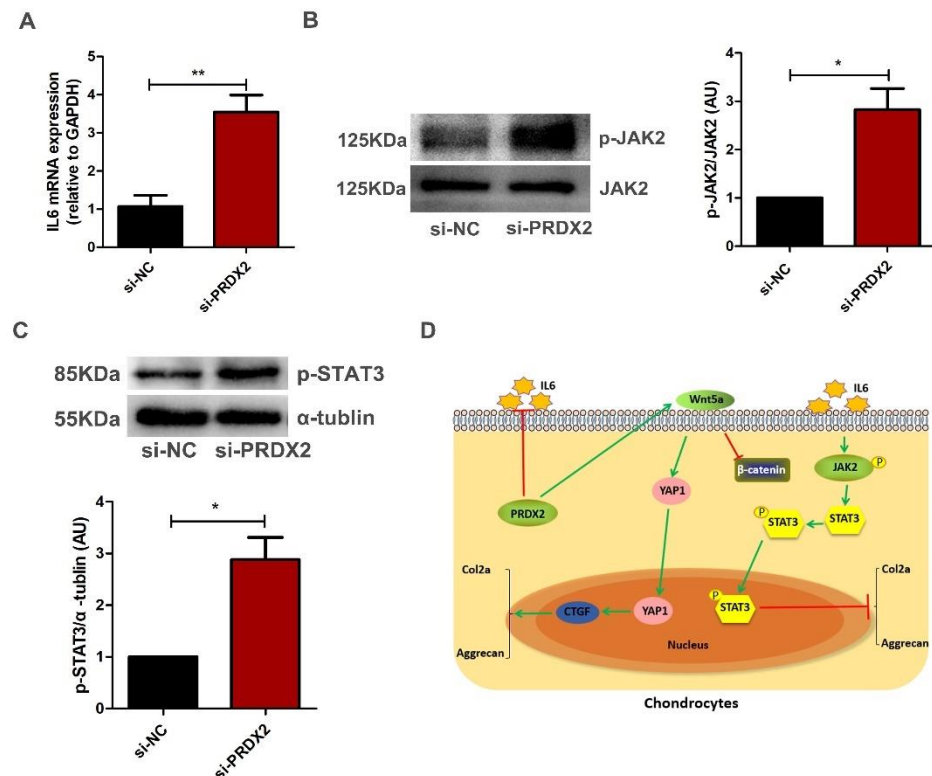 A
IL6 mRNA expression
(relative to GAPDH)
5
4
3
2
1
0
**
si-NC
si-PRDX2
B
125KDa
p-JAK2
125KDa
JAK2
si-NC
si-PRDX2
p-JAK2/JAK2 (AU)
4
3
2
1
0
*
si-NC
si-PRDX2
C
85KDa
p-STAT3
55KDa
α-tublin
si-NC
si-PRDX2
p-STAT3/α -tublin (AU)
4
3
2
1
0
*
si-NC
si-PRDX2
D
IL6
Wnt5a
IL6
β-catenin
JAK2
P
YAP1
PRDX2
P
STAT3
STAT3
Col2a
Col2a
P
CTGF
YAP1
STAT3
Nucleus
Aggrecan
Aggrecan
Chondrocytes